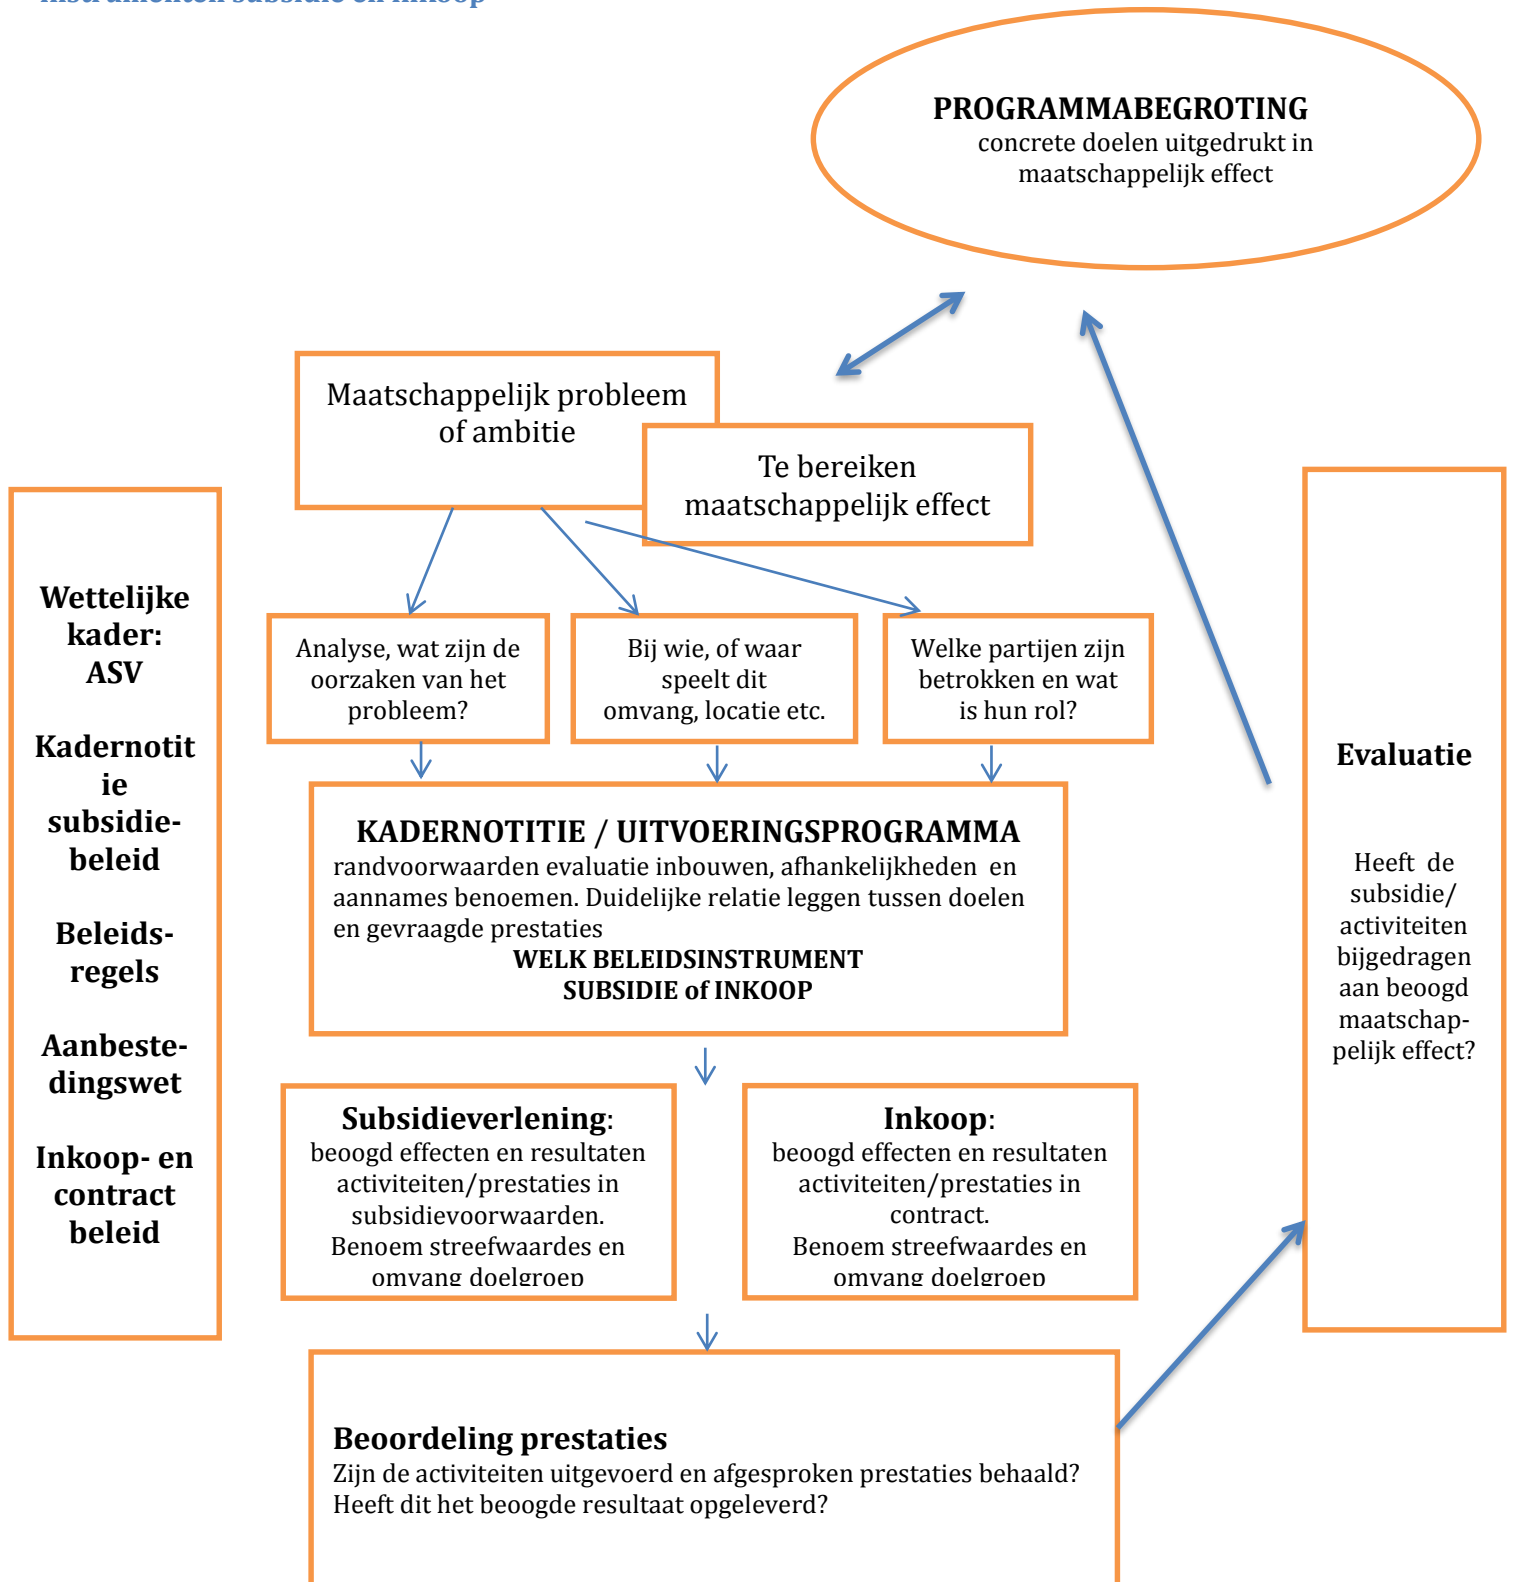 instrumenten subsidie en inkoop
PROGRAMMABEGROTING
concrete doelen uitgedrukt in
maatschappelijk effect
Maatschappelijk probleem
of ambitie
Te bereiken
maatschappelijk effect
Wettelijke
kader:
ASV
Kadernotit
ie
subsidie-
beleid
Beleids-
regels
Aanbeste-
dingswet
Inkoop- en
contract
beleid
Analyse, wat zijn de
oorzaken van het
probleem?
Bij wie, of waar
speelt dit
omvang, locatie etc.
Welke partijen zijn
betrokken en wat
is hun rol?
KADERNOTITIE / UITVOERINGSPROGRAMMA
randvoorwaarden evaluatie inbouwen, afhankelijkheden  en
aannames benoemen. Duidelijke relatie leggen tussen doelen
en gevraagde prestaties
WELK BELEIDSINSTRUMENT
SUBSIDIE of INKOOP
Subsidieverlening:
beoogd effecten en resultaten
activiteiten/prestaties in
subsidievoorwaarden.
Benoem streefwaardes en
omvang doelgroep
Inkoop:
beoogd effecten en resultaten
activiteiten/prestaties in
contract.
Benoem streefwaardes en
omvang doelgroep
Beoordeling prestaties
Zijn de activiteiten uitgevoerd en afgesproken prestaties behaald?
Heeft dit het beoogde resultaat opgeleverd?
Evaluatie
Heeft  de
subsidie/
activiteiten
bijgedragen
aan beoogd
maatschap-
pelijk effect?